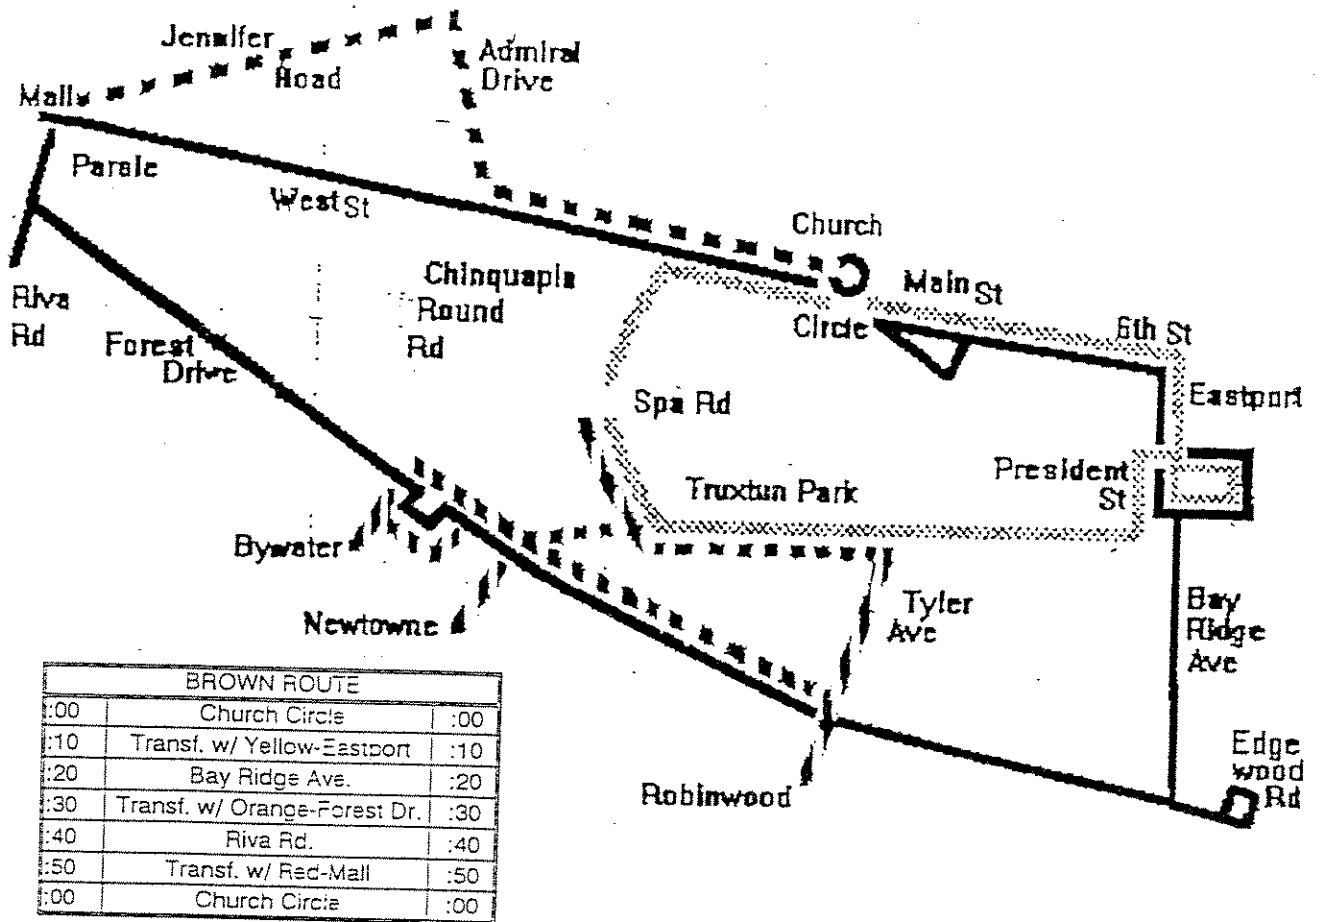 Jennifer
Road
Admiral
Drive
Mall
Parole
West St
Church
Circle
Main St
6th St
Eastport
Riva
Rd
Forest
Drive
Chinquapin
Round
Rd
Spa Rd
President
St
Truxtun Park
Bywater
Newtowne
Tyler
Ave
Bay
Ridge
Ave
Robinwood
Edge
wood
Rd
BROWN ROUTE
:00 Church Circle :00
:10 Transf. w/ Yellow-Eastport :10
:20 Bay Ridge Ave. :20
:30 Transf. w/ Orange-Forest Dr. :30
:40 Riva Rd. :40
:50 Transf. w/ Red-Mall :50
:00 Church Circle :00